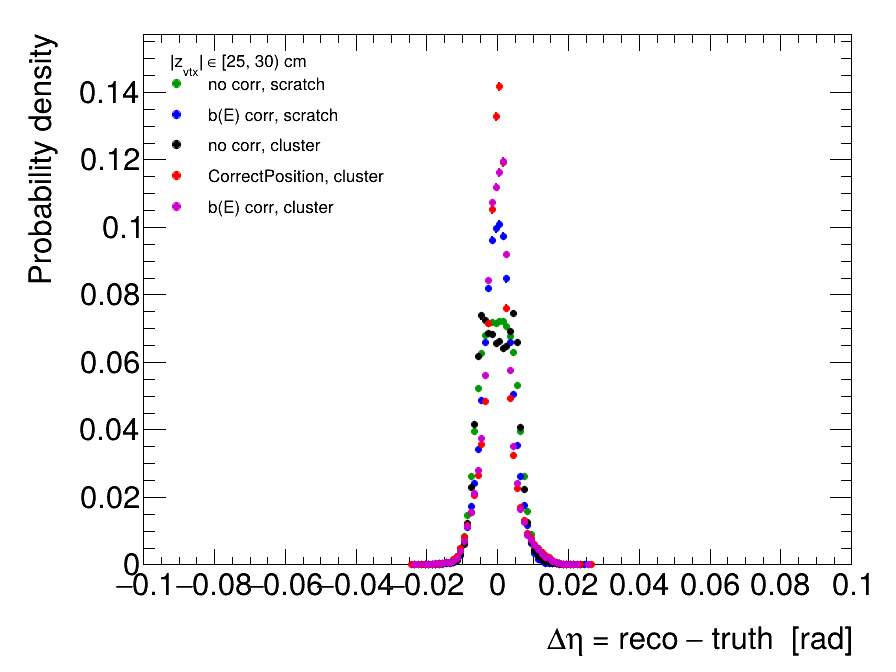 Probability density
|z_vtx| ∈ [25, 30) cm
no corr, scratch
b(E) corr, scratch
no corr, cluster
CorrectPosition, cluster
b(E) corr, cluster
0.14
0.12
0.1
0.08
0.06
0.04
0.02
0
−0.1 −0.08 −0.06 −0.04 −0.02 0 0.02 0.04 0.06 0.08 0.1
Δη = reco − truth [rad]